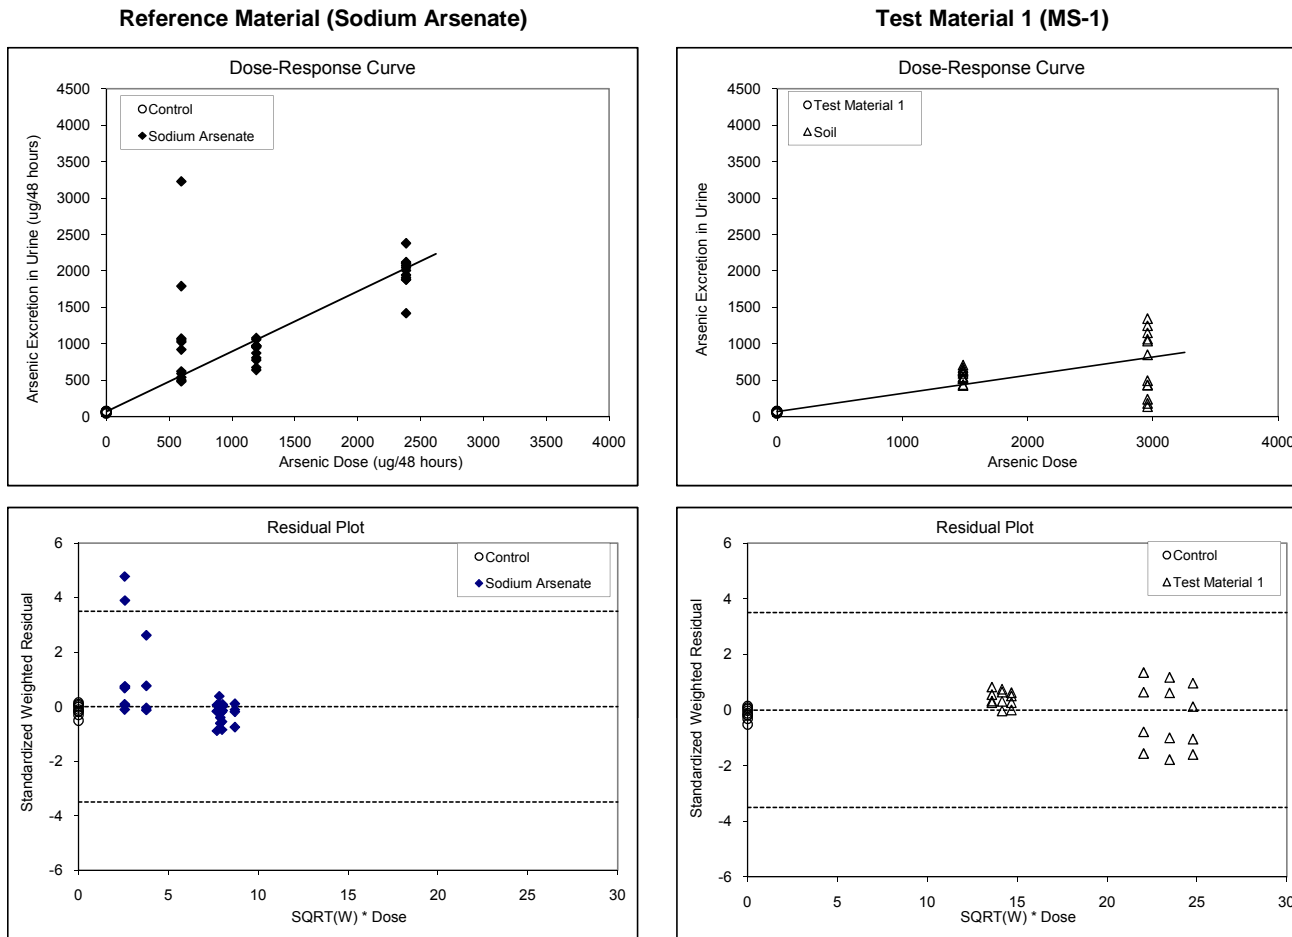 Reference Material (Sodium Arsenate)
Test Material 1 (MS-1)
Dose-Response Curve
Arsenic Excretion in Urine (ug/48 hours)
4500
4000
3500
3000
2500
2000
1500
1000
500
0
Control
Sodium Arsenate
0 500 1000 1500 2000 2500 3000 3500 4000
Arsenic Dose (ug/48 hours)
Dose-Response Curve
Arsenic Excretion in Urine
4500
4000
3500
3000
2500
2000
1500
1000
500
0
Test Material 1
Soil
0 1000 2000 3000 4000
Arsenic Dose
Residual Plot
Standardized Weighted Residual
6
4
2
0
-2
-4
-6
Control
Sodium Arsenate
0 5 10 15 20 25 30
SQRT(W) * Dose
Residual Plot
Standardized Weighted Residual
6
4
2
0
-2
-4
-6
Control
Test Material 1
0 5 10 15 20 25 30
SQRT(W) * Dose